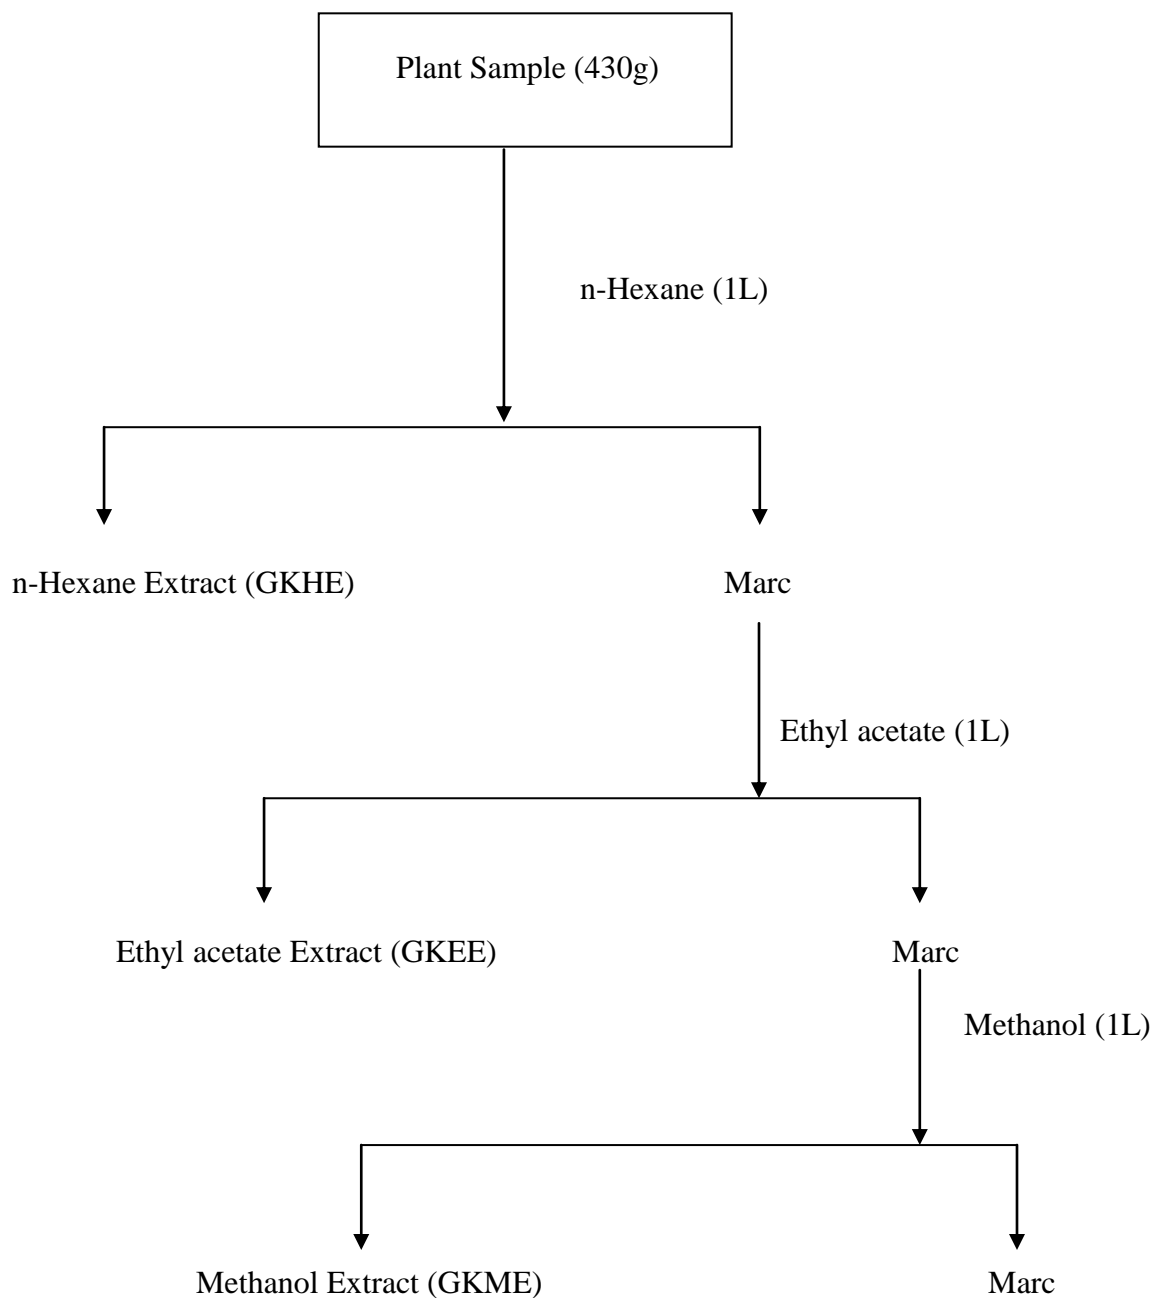 Plant Sample (430g)
n-Hexane (1L)
n-Hexane Extract (GKHE)
Marc
Ethyl acetate (1L)
Ethyl acetate Extract (GKEE)
Marc
Methanol (1L)
Methanol Extract (GKME)
Marc